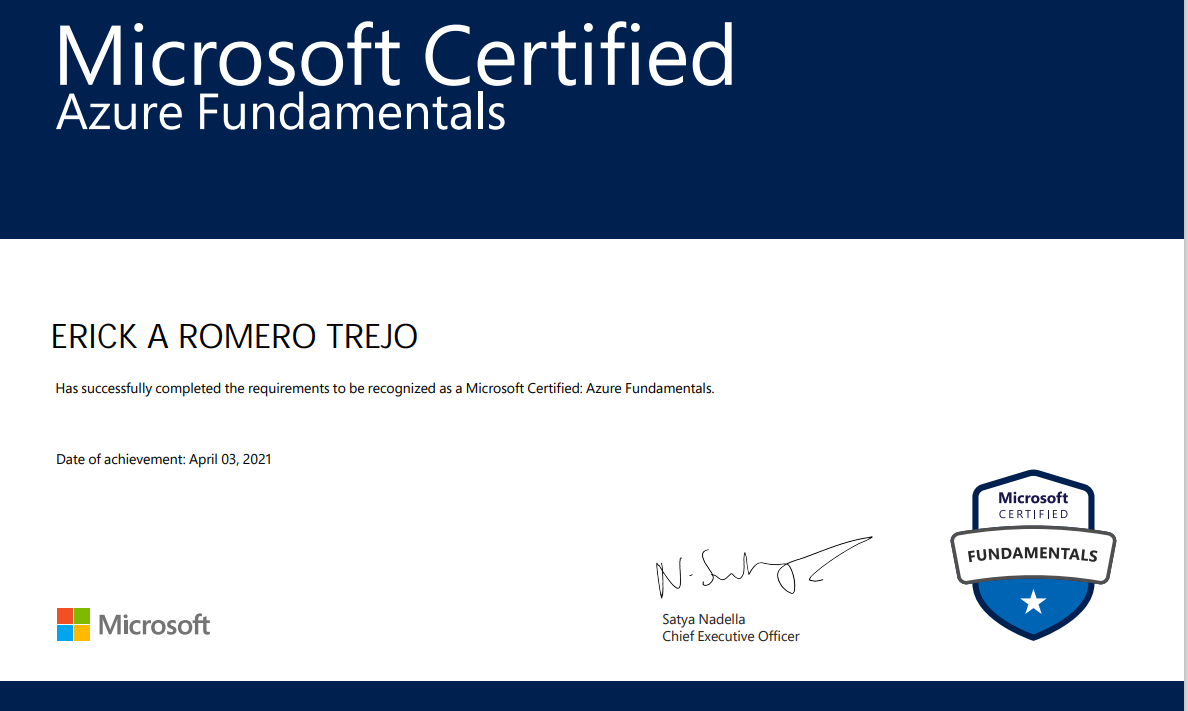 Microsoft Certified
Azure Fundamentals
ERICK A ROMERO TREJO
Has successfully completed the requirements to be recognized as a Microsoft Certified: Azure Fundamentals.
Date of achievement: April 03, 2021
Microsoft
CERTIFIED
FUNDAMENTALS
N. Satya
Satya Nadella
Chief Executive Officer
Microsoft